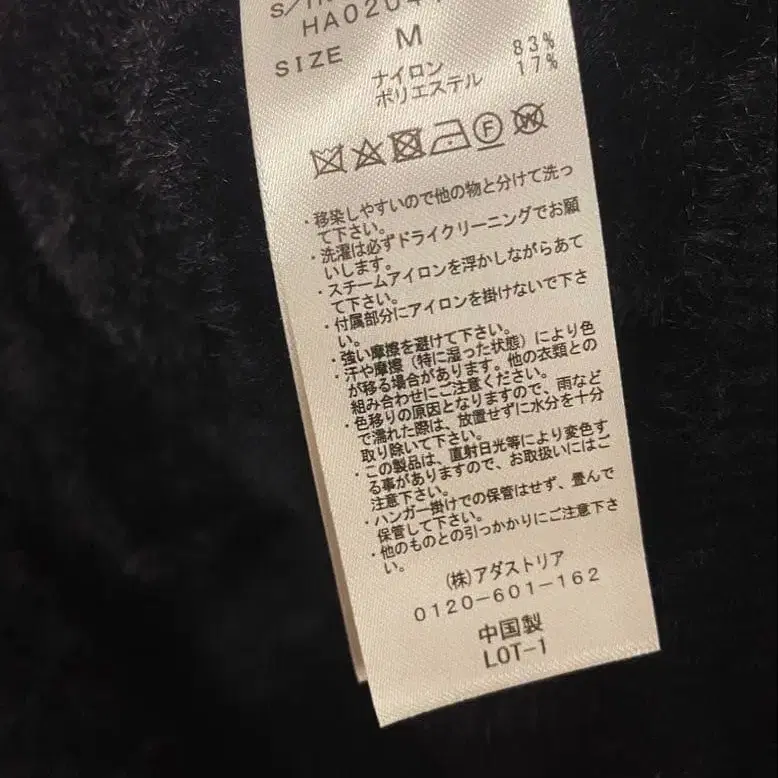 HA0204
SIZE M
ナイロン 83%
ポリエステル 17%
F W
・移染しやすいので他の物と分けて洗っ
て下さい。
・洗濯は必ずドライクリーニングでお願
いします。
・スチームアイロンを浮かしながらあて
て下さい。
・付属部分にアイロンを掛けないで下さ
い。
・強い摩擦を避けて下さい。
・汗や摩擦（特に湿った状態）により色
が移る場合があります。他の衣類との
組み合わせにご注意ください。
・色移りの原因となりますので、雨など
で濡れた際は、放置せずに水分を十分
取り除いて下さい。
・この製品は、直射日光等により変色す
る事がありますので、お取扱いにはご
注意下さい。
・ハンガー掛けでの保管はせず、畳んで
保管して下さい。
・他のものとの引っかかりにご注意下さ
い。
(株)アダストリア
0120-601-162
中国製
LOT-1